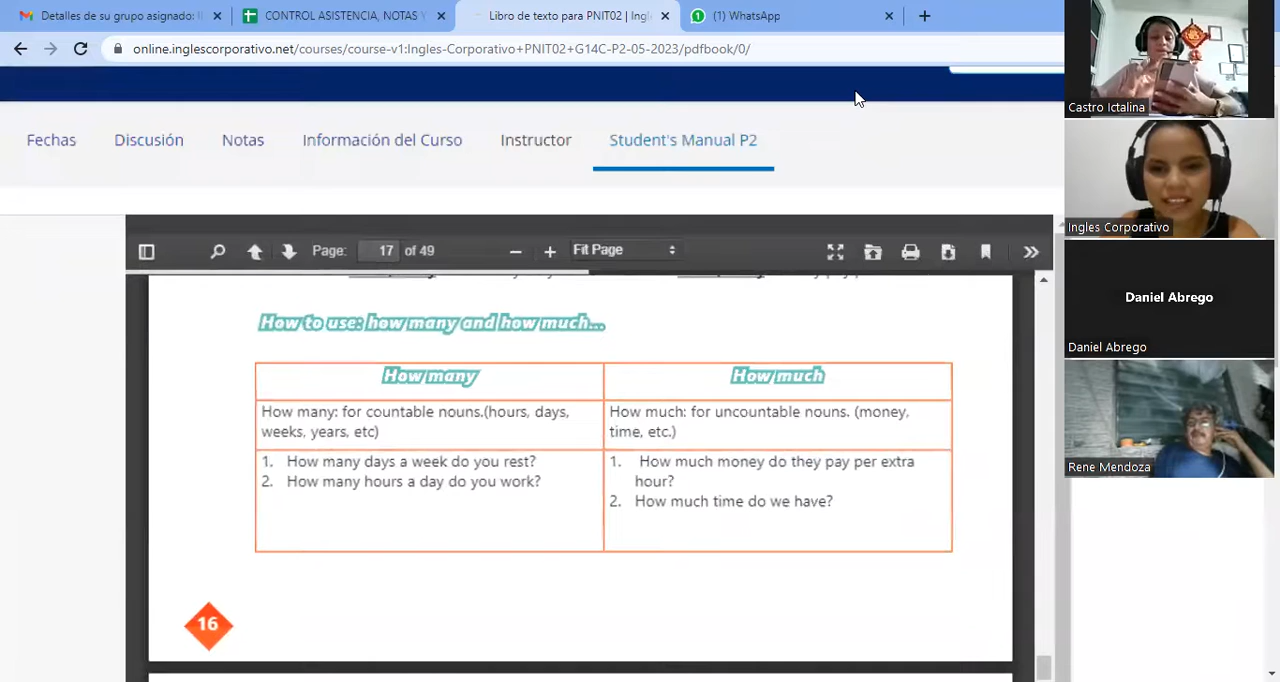 Detalles de su grupo asignado: I
CONTROL ASISTENCIA, NOTAS Y
Libro de texto para PNIT02 | Ingl
(1) WhatsApp
online.inglescorporativo.net/courses/course-v1:Ingles-Corporativo+PNIT02+G14C-P2-05-2023/pdfbook/0/
Fechas
Discusión
Notas
Información del Curso
Instructor
Student's Manual P2
Page: 17 of 49
Fit Page
How to use: how many and how much...
How many
How much
How many: for countable nouns.(hours, days,
weeks, years, etc)
How much: for uncountable nouns. (money,
time, etc.)
1. How many days a week do you rest?
2. How many hours a day do you work?
1. How much money do they pay per extra
hour?
2. How much time do we have?
16
Castro Ictalina
Ingles Corporativo
Daniel Abrego
Daniel Abrego
Rene Mendoza